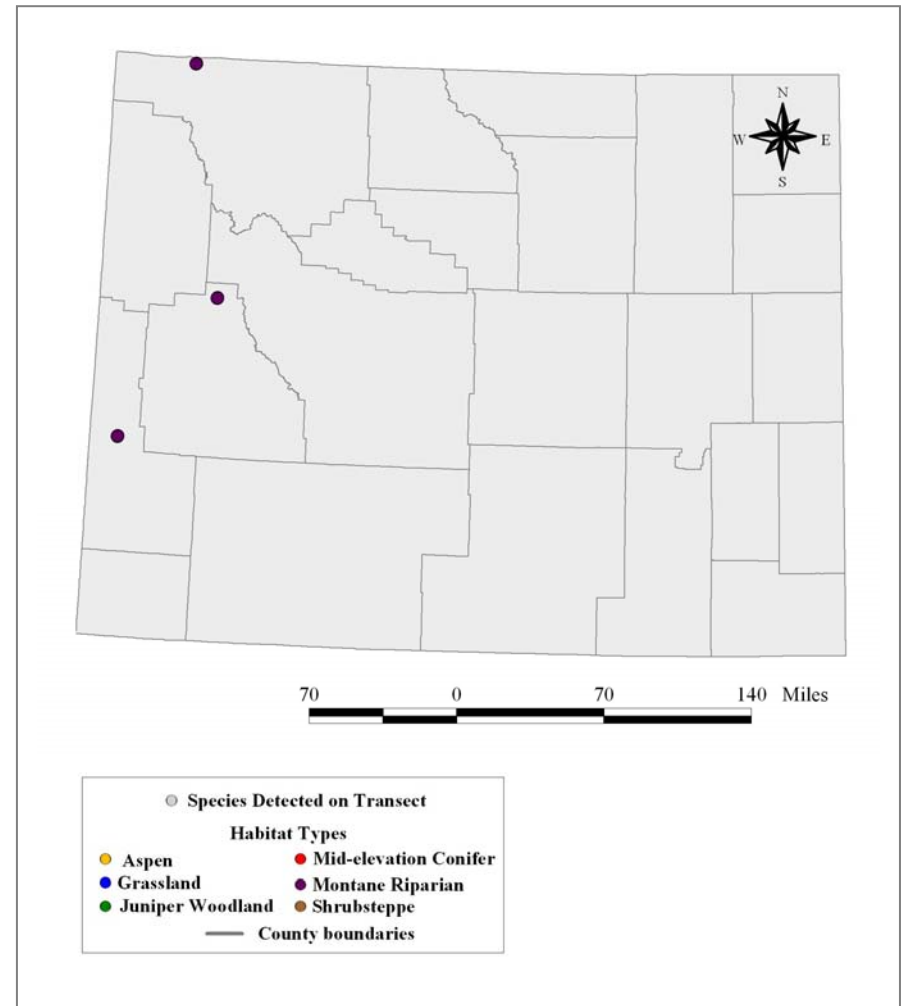 N
W E
S
70 0 70 140 Miles
Species Detected on Transect
Habitat Types
Aspen Mid-elevation Conifer
Grassland Montane Riparian
Juniper Woodland Shrubsteppe
County boundaries